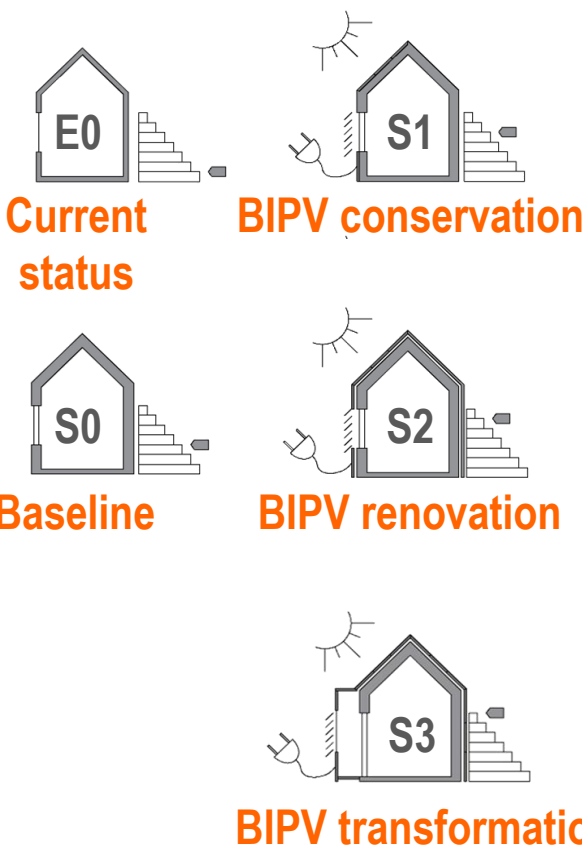 E0
S1
Current
status
BIPV conservation
S0
S2
Baseline
BIPV renovation
S3
BIPV transformatio